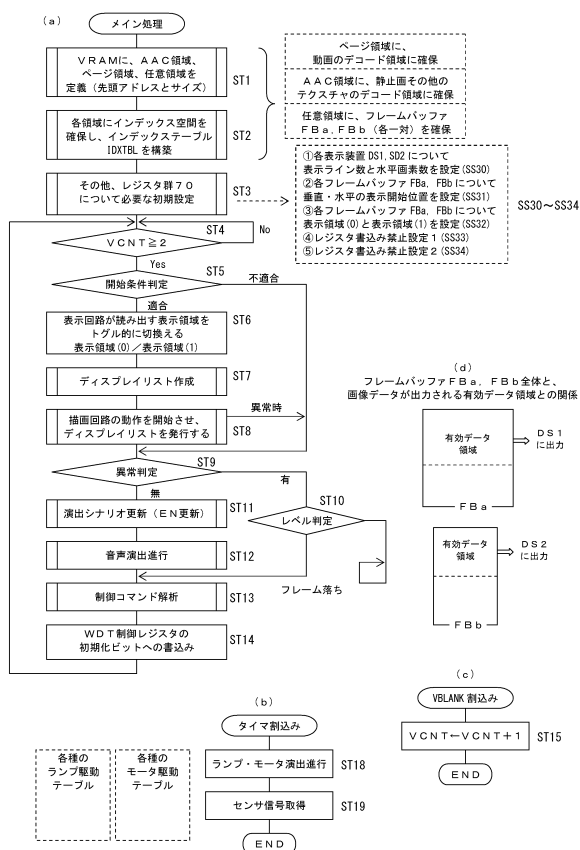 (a)
メイン処理
VRAMに、AAC領域、
ページ領域、任意領域を
定義(先頭アドレスとサイズ)
ST1
各領域にインデックス空間を
確保し、インデックステーブル
IDXTBLを構築
ST2
その他、レジスタ群70
について必要な初期設定
ST3
ページ領域に、
動画のデコード領域に確保
AAC領域に、静止画その他の
テクスチャのデコード領域に確保
任意領域に、フレームバッファ
FBa,FBb(各一対)を確保
①各表示装置DS1,SD2について
表示ライン数と水平画素数を設定(SS30)
②各フレームバッファFBa,FBbについて
垂直・水平の表示開始位置を設定(SS31)
③各フレームバッファFBa,FBbについて
表示領域(0)と表示領域(1)を設定(SS32)
④レジスタ書込み禁止設定1(SS33)
⑤レジスタ書込み禁止設定2(SS34)
SS30~SS34
ST4
VCNT≧2
No
Yes
ST5
開始条件判定
不適合
適合
表示回路が読み出す表示領域を
トグル的に切換える
表示領域(0)/表示領域(1)
ST6
ディスプレイリスト作成
ST7
描画回路の動作を開始させ、
ディスプレイリストを発行する
ST8
異常時
異常判定
ST9
有
無
ST10
レベル判定
演出シナリオ更新(EN更新)
ST11
音声演出進行
ST12
フレーム落ち
制御コマンド解析
ST13
WDT制御レジスタの
初期化ビットへの書込み
ST14
(d)
フレームバッファFBa,FBb全体と、
画像データが出力される有効データ領域との関係
有効データ
領域
DS1
に出力
FBa
有効データ
領域
DS2
に出力
FBb
(b)
タイマ割込み
ランプ・モータ演出進行
ST18
センサ信号取得
ST19
END
各種の
ランプ駆動
テーブル
各種の
モータ駆動
テーブル
(c)
VBLANK割込み
VCNT←VCNT+1
ST15
END